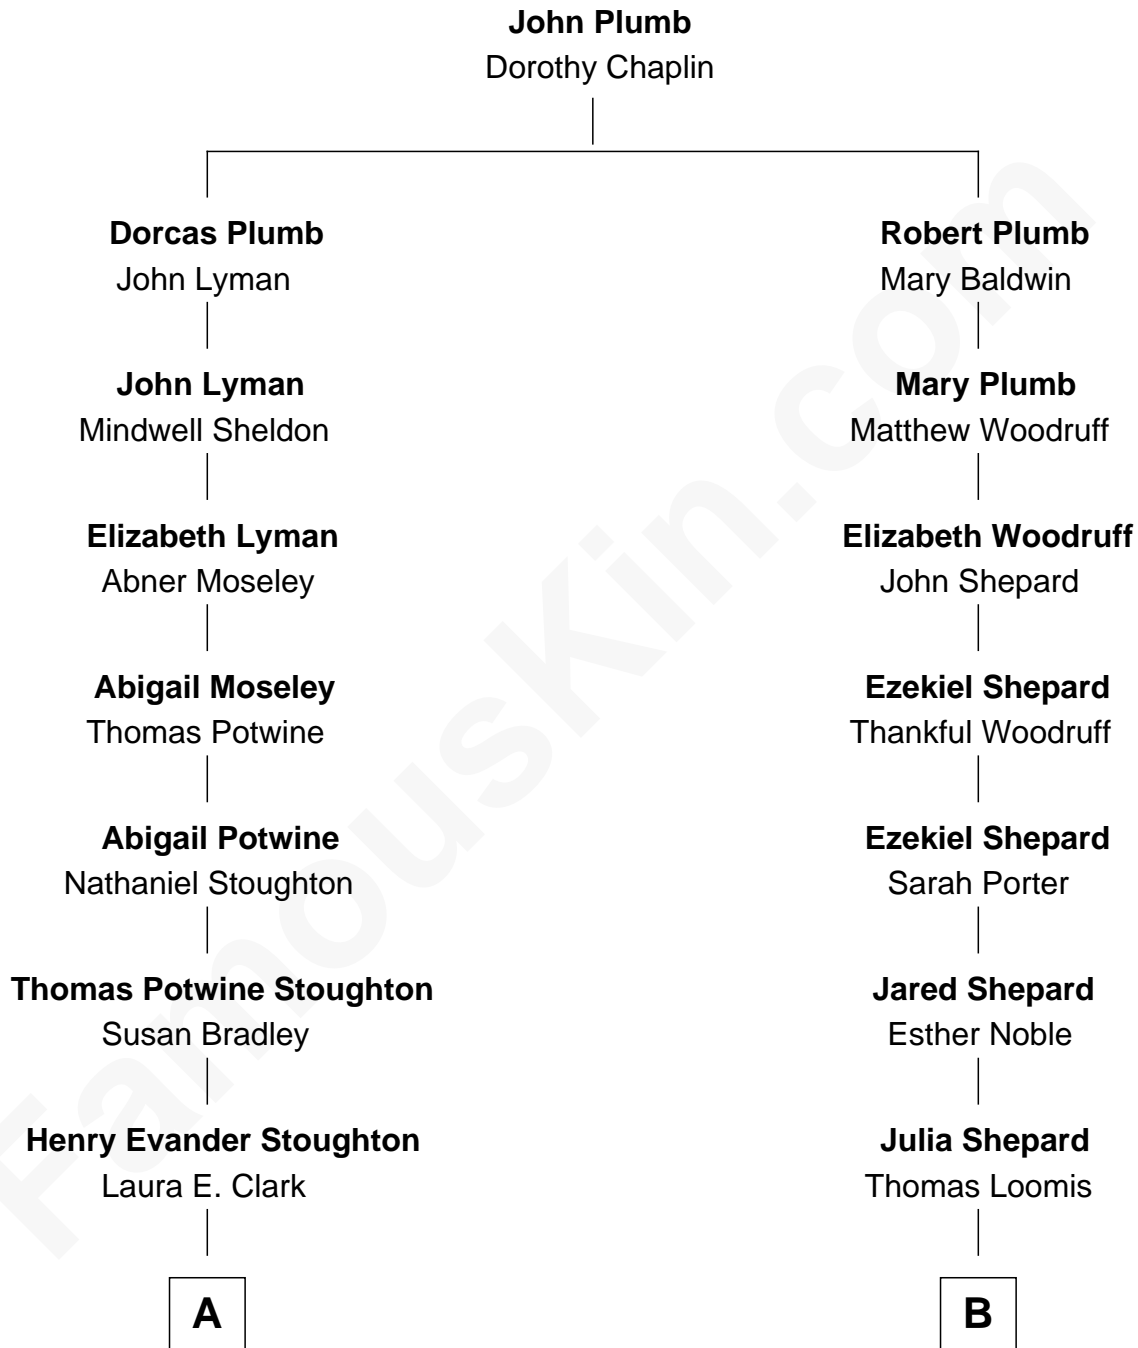 John Plumb
Dorothy Chaplin
Dorcas Plumb
John Lyman
Robert Plumb
Mary Baldwin
John Lyman
Mindwell Sheldon
Mary Plumb
Matthew Woodruff
Elizabeth Lyman
Abner Moseley
Elizabeth Woodruff
John Shepard
Abigail Moseley
Thomas Potwine
Ezekiel Shepard
Thankful Woodruff
Abigail Potwine
Nathaniel Stoughton
Ezekiel Shepard
Sarah Porter
Thomas Potwine Stoughton
Susan Bradley
Jared Shepard
Esther Noble
Henry Evander Stoughton
Laura E. Clark
Julia Shepard
Thomas Loomis
A
B
FamousKin.com